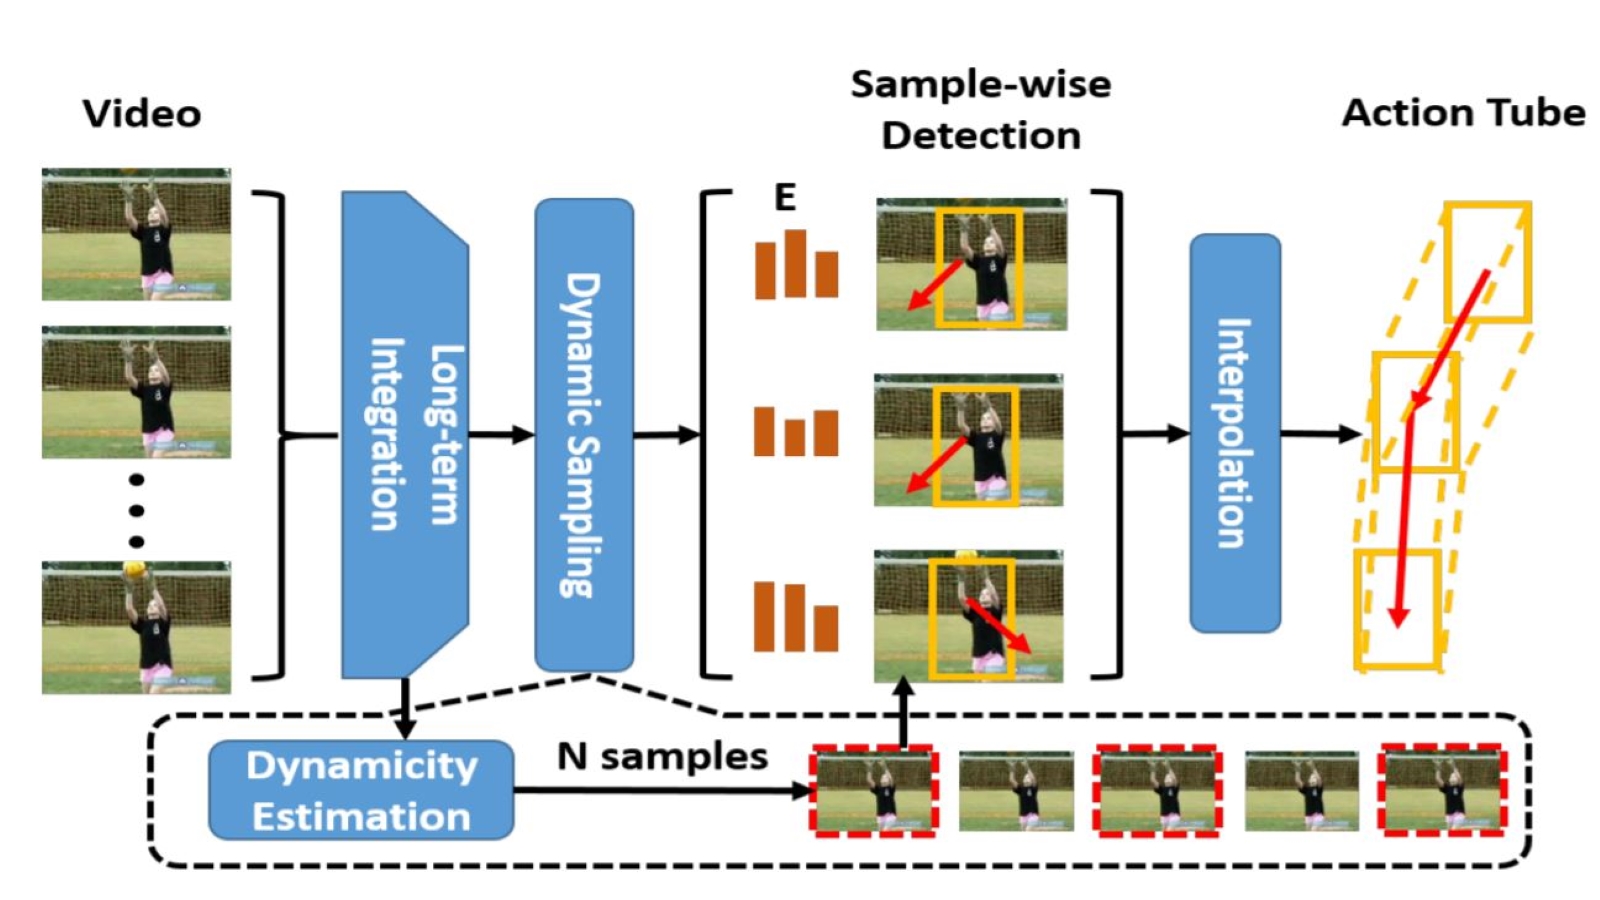 Video
Sample-wise
Detection
Action Tube
E
Long-term
Integration
Dynamic Sampling
Interpolation
Dynamicity
Estimation
N samples